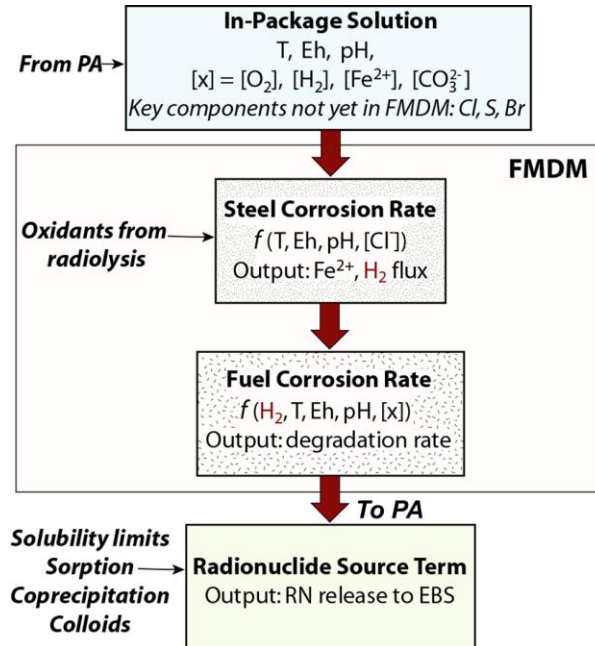 In-Package Solution
T, Eh, pH,
[x] = [O₂], [H₂], [Fe²⁺], [CO₃²⁻]
Key components not yet in FMDM: Cl, S, Br
From PA
FMDM
Steel Corrosion Rate
f (T, Eh, pH, [Cl⁻])
Output: Fe²⁺, H₂ flux
Oxidants from
radiolysis
Fuel Corrosion Rate
f (H₂, T, Eh, pH, [x])
Output: degradation rate
To PA
Solubility limits
Sorption
Coprecipitation
Colloids
Radionuclide Source Term
Output: RN release to EBS